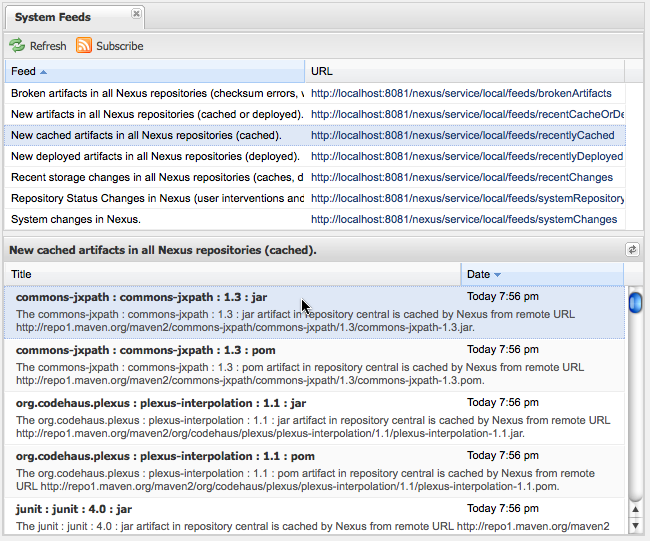 System Feeds
Refresh Subscribe
Feed URL
Broken artifacts in all Nexus repositories (checksum errors, http://localhost:8081/nexus/service/local/feeds/brokenArtifacts
New artifacts in all Nexus repositories (cached or deployed). http://localhost:8081/nexus/service/local/feeds/recentCacheOrDe
New cached artifacts in all Nexus repositories (cached). http://localhost:8081/nexus/service/local/feeds/recentlyCached
New deployed artifacts in all Nexus repositories (deployed). http://localhost:8081/nexus/service/local/feeds/recentlyDeployed
Recent storage changes in all Nexus repositories (caches, d http://localhost:8081/nexus/service/local/feeds/recentChanges
Repository Status Changes in Nexus (user interventions and http://localhost:8081/nexus/service/local/feeds/systemRepository
System changes in Nexus. http://localhost:8081/nexus/service/local/feeds/systemChanges
New cached artifacts in all Nexus repositories (cached).
Title Date
commons-jxpath : commons-jxpath : 1.3 : jar Today 7:56 pm
The commons-jxpath : commons-jxpath : 1.3 : jar artifact in repository central is cached by Nexus from remote URL
http://repo1.maven.org/maven2/commons-jxpath/commons-jxpath/1.3/commons-jxpath-1.3.jar.
commons-jxpath : commons-jxpath : 1.3 : pom Today 7:56 pm
The commons-jxpath : commons-jxpath : 1.3 : pom artifact in repository central is cached by Nexus from remote URL
http://repo1.maven.org/maven2/commons-jxpath/commons-jxpath/1.3/commons-jxpath-1.3.pom.
org.codehaus.plexus : plexus-interpolation : 1.1 : jar Today 7:56 pm
The org.codehaus.plexus : plexus-interpolation : 1.1 : jar artifact in repository central is cached by Nexus from remote URL
http://repo1.maven.org/maven2/org/codehaus/plexus/plexus-interpolation/1.1/plexus-interpolation-1.1.jar.
org.codehaus.plexus : plexus-interpolation : 1.1 : pom Today 7:56 pm
The org.codehaus.plexus : plexus-interpolation : 1.1 : pom artifact in repository central is cached by Nexus from remote
URL http://repo1.maven.org/maven2/org/codehaus/plexus/plexus-interpolation/1.1/plexus-interpolation-1.1.pom.
junit : junit : 4.0 : jar Today 7:56 pm
The junit : junit : 4.0 : jar artifact in repository central is cached by Nexus from remote URL http://repo1.maven.org/maven2